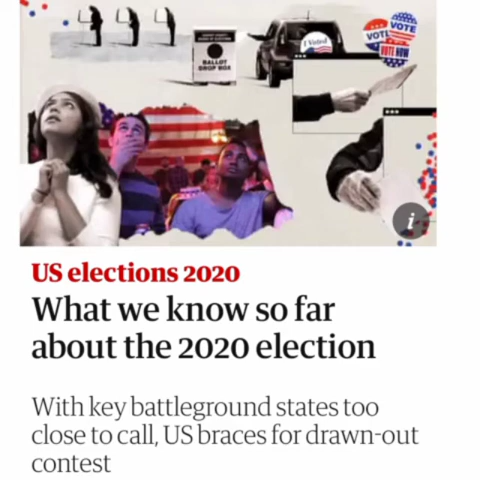 BALLOT
DROP BOX
I Voted
VOTE
VOTE
VOTE NOW
i
US elections 2020
What we know so far
about the 2020 election
With key battleground states too
close to call, US braces for drawn-out
contest